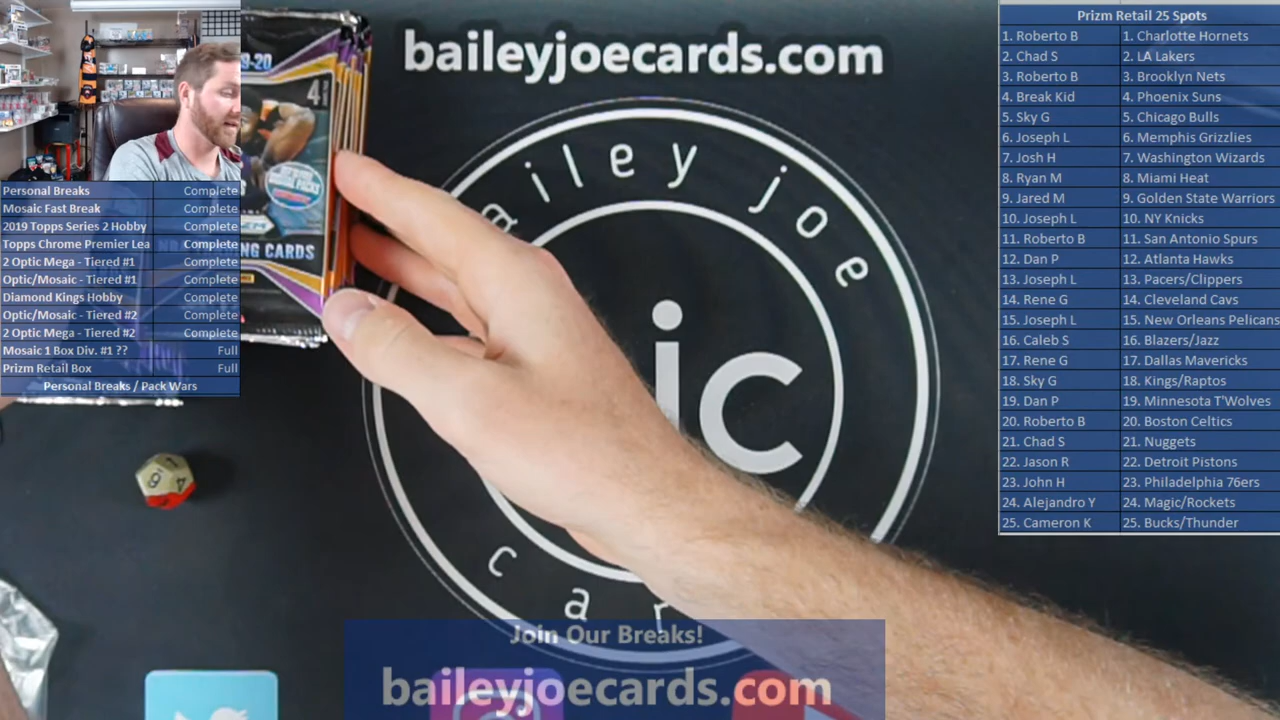 baileyjoecards.com
9-20
4
NG CARDS
bailey joe
jc
car
Personal Breaks Complete
Mosaic Fast Break Complete
2019 Topps Series 2 Hobby Complete
Topps Chrome Premier Lea Complete
2 Optic Mega - Tiered #1 Complete
Optic/Mosaic - Tiered #1 Complete
Diamond Kings Hobby Complete
Optic/Mosaic - Tiered #2 Complete
2 Optic Mega - Tiered #2 Complete
Mosaic 1 Box Div. #1 ?? Full
Prizm Retail Box Full
Personal Breaks / Pack Wars
Prizm Retail 25 Spots
1. Roberto B 1. Charlotte Hornets
2. Chad S 2. LA Lakers
3. Roberto B 3. Brooklyn Nets
4. Break Kid 4. Phoenix Suns
5. Sky G 5. Chicago Bulls
6. Joseph L 6. Memphis Grizzlies
7. Josh H 7. Washington Wizards
8. Ryan M 8. Miami Heat
9. Jared M 9. Golden State Warriors
10. Joseph L 10. NY Knicks
11. Roberto B 11. San Antonio Spurs
12. Dan P 12. Atlanta Hawks
13. Joseph L 13. Pacers/Clippers
14. Rene G 14. Cleveland Cavs
15. Joseph L 15. New Orleans Pelicans
16. Caleb S 16. Blazers/Jazz
17. Rene G 17. Dallas Mavericks
18. Sky G 18. Kings/Raptos
19. Dan P 19. Minnesota T'Wolves
20. Roberto B 20. Boston Celtics
21. Chad S 21. Nuggets
22. Jason R 22. Detroit Pistons
23. John H 23. Philadelphia 76ers
24. Alejandro Y 24. Magic/Rockets
25. Cameron K 25. Bucks/Thunder
Join Our Breaks!
baileyjoecards.com